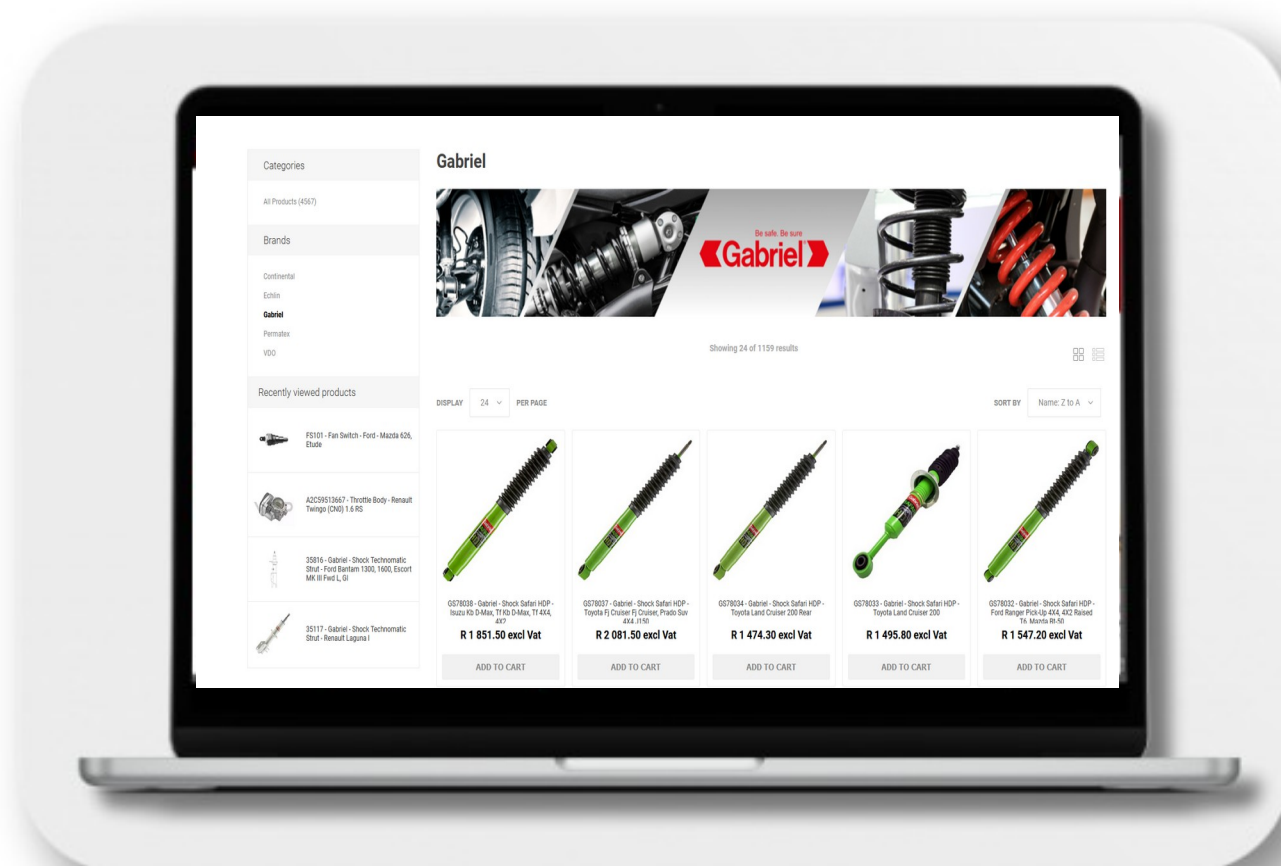 Categories
All Products (4567)
Brands
Continental
Echlin
Gabriel
Permatex
VDO
Recently viewed products
FS101 - Fan Switch - Ford - Mazda 626,
Etude
A2C59513667 - Throttle Body - Renault
Twingo (CN0) 1.6 RS
35816 - Gabriel - Shock Technomatic
Strut - Ford Bantam 1300, 1600, Escort
MK III Fwd L, Gl
35117 - Gabriel - Shock Technomatic
Strut - Renault Laguna I
Gabriel
Be safe. Be sure
Gabriel
Showing 24 of 1159 results
DISPLAY 24 PER PAGE
SORT BY Name: Z to A
GS78038 - Gabriel - Shock Safari HDP -
Isuzu Kb D-Max, Tf Kb D-Max, Tf 4X4,
4X2
R 1 851.50 excl Vat
ADD TO CART
GS78037 - Gabriel - Shock Safari HDP -
Toyota Fj Cruiser Fj Cruiser, Prado Suv
4X4 J150
R 2 081.50 excl Vat
ADD TO CART
GS78034 - Gabriel - Shock Safari HDP -
Toyota Land Cruiser 200 Rear
R 1 474.30 excl Vat
ADD TO CART
GS78033 - Gabriel - Shock Safari HDP -
Toyota Land Cruiser 200
R 1 495.80 excl Vat
ADD TO CART
GS78032 - Gabriel - Shock Safari HDP -
Ford Ranger Pick-Up 4X4, 4X2 Raised
T6, Mazda Bt-50
R 1 547.20 excl Vat
ADD TO CART